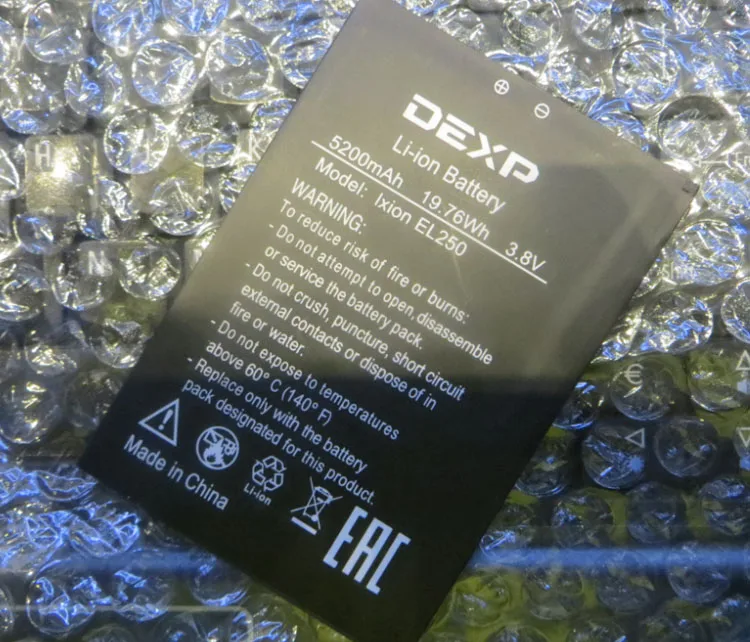 DEXP
Li-ion Battery
5200mAh 19.76Wh 3.8V
Model: Ixion EL250
WARNING:
To reduce risk of fire or burns:
- Do not attempt to open, disassemble
or service the battery pack.
- Do not crush, puncture, short circuit
external contacts or dispose of in
fire or water.
- Do not expose to temperatures
above 60° C (140° F)
- Replace only with the battery
pack designated for this product.
Li-ion
Made in China
EAC